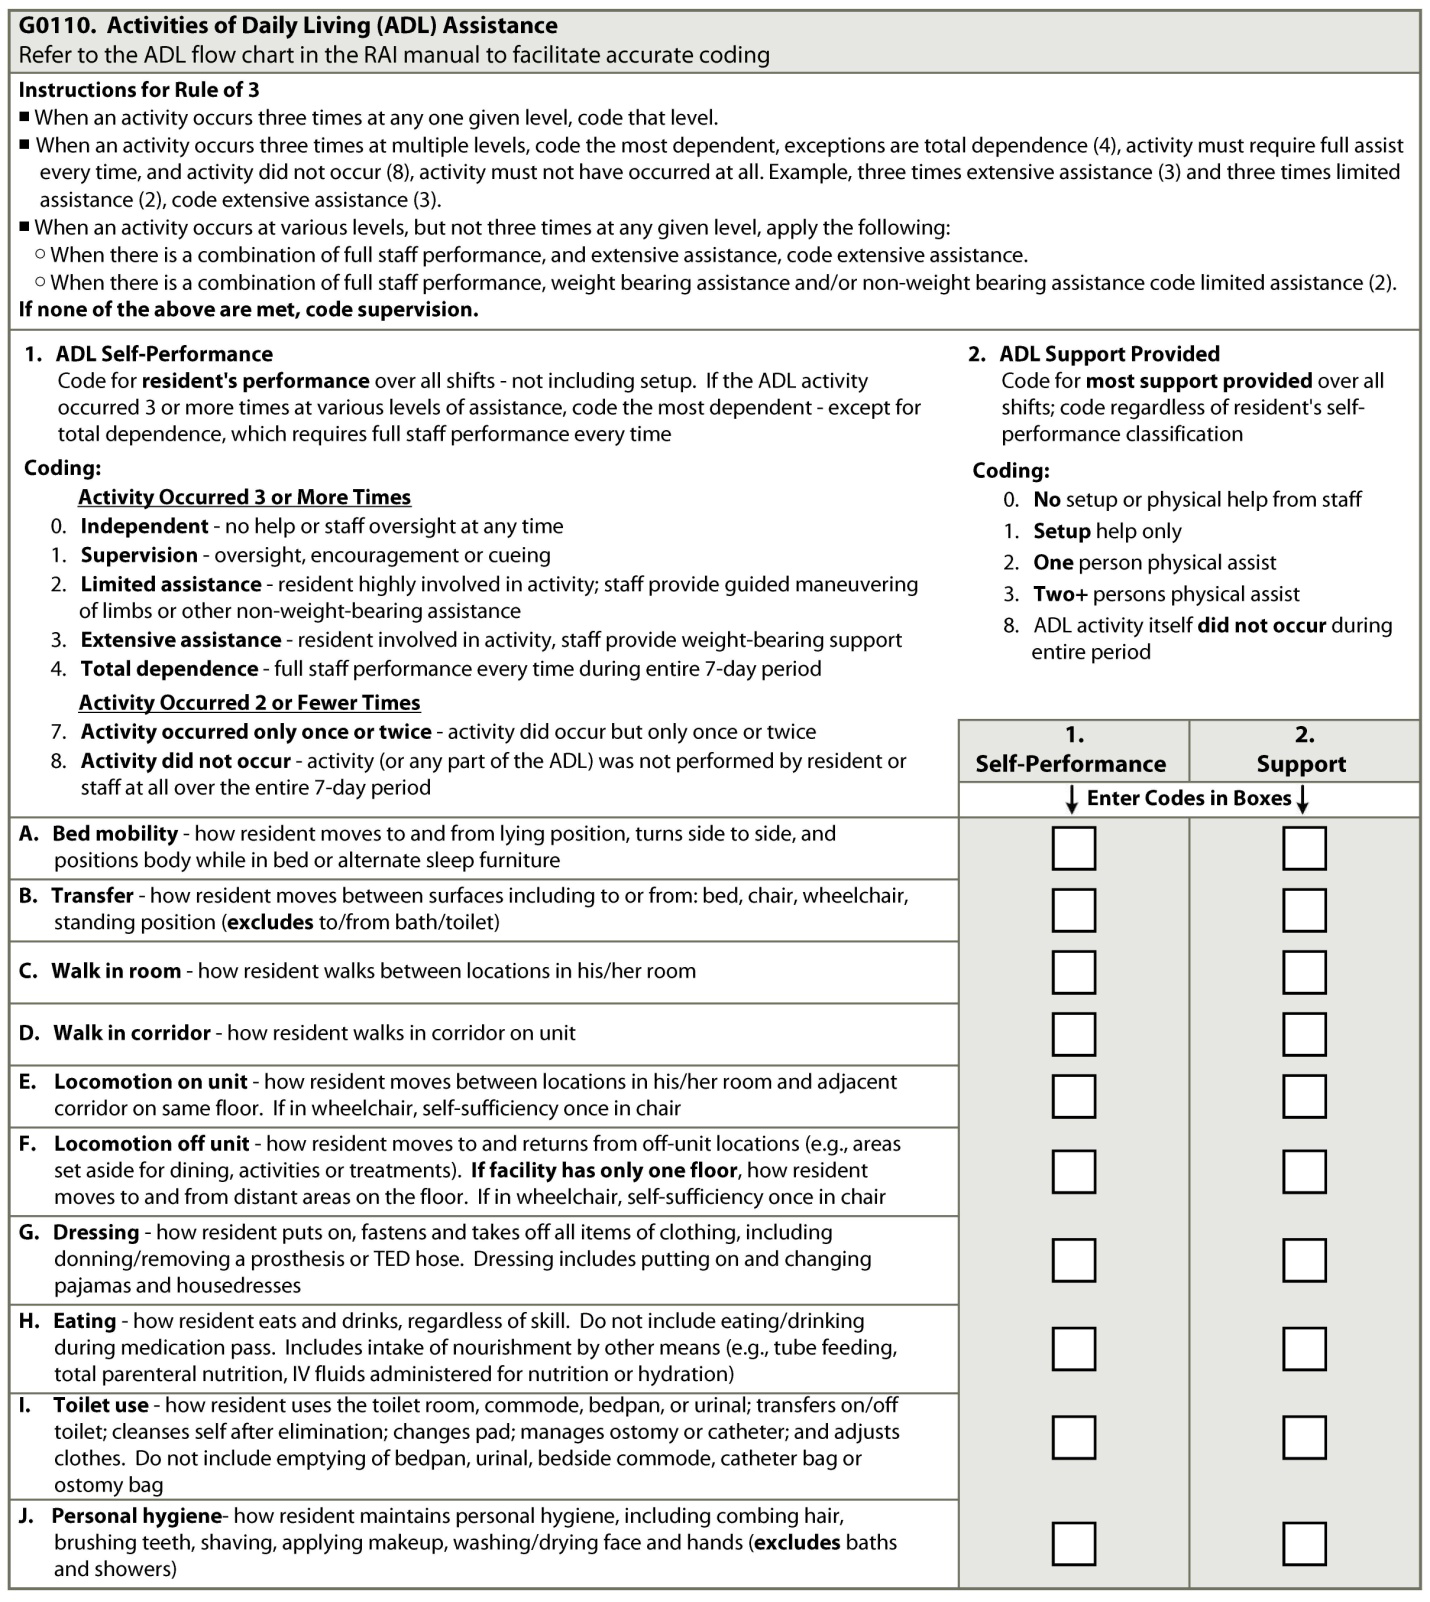 G0110. Activities of Daily Living (ADL) Assistance
Refer to the ADL flow chart in the RAI manual to facilitate accurate coding
Instructions for Rule of 3
■ When an activity occurs three times at any one given level, code that level.
■ When an activity occurs three times at multiple levels, code the most dependent, exceptions are total dependence (4), activity must require full assist
every time, and activity did not occur (8), activity must not have occurred at all. Example, three times extensive assistance (3) and three times limited
assistance (2), code extensive assistance (3).
■ When an activity occurs at various levels, but not three times at any given level, apply the following:
○ When there is a combination of full staff performance, and extensive assistance, code extensive assistance.
○ When there is a combination of full staff performance, weight bearing assistance and/or non-weight bearing assistance code limited assistance (2).
If none of the above are met, code supervision.
1. ADL Self-Performance
Code for resident's performance over all shifts - not including setup. If the ADL activity
occurred 3 or more times at various levels of assistance, code the most dependent - except for
total dependence, which requires full staff performance every time
Coding:
Activity Occurred 3 or More Times
0. Independent - no help or staff oversight at any time
1. Supervision - oversight, encouragement or cueing
2. Limited assistance - resident highly involved in activity; staff provide guided maneuvering
of limbs or other non-weight-bearing assistance
3. Extensive assistance - resident involved in activity, staff provide weight-bearing support
4. Total dependence - full staff performance every time during entire 7-day period
Activity Occurred 2 or Fewer Times
7. Activity occurred only once or twice - activity did occur but only once or twice
8. Activity did not occur - activity (or any part of the ADL) was not performed by resident or
staff at all over the entire 7-day period
2. ADL Support Provided
Code for most support provided over all
shifts; code regardless of resident's self-
performance classification
Coding:
0. No setup or physical help from staff
1. Setup help only
2. One person physical assist
3. Two+ persons physical assist
8. ADL activity itself did not occur during
entire period
1.
Self-Performance
2.
Support
↓ Enter Codes in Boxes ↓
A. Bed mobility - how resident moves to and from lying position, turns side to side, and
positions body while in bed or alternate sleep furniture
B. Transfer - how resident moves between surfaces including to or from: bed, chair, wheelchair,
standing position (excludes to/from bath/toilet)
C. Walk in room - how resident walks between locations in his/her room
D. Walk in corridor - how resident walks in corridor on unit
E. Locomotion on unit - how resident moves between locations in his/her room and adjacent
corridor on same floor. If in wheelchair, self-sufficiency once in chair
F. Locomotion off unit - how resident moves to and returns from off-unit locations (e.g., areas
set aside for dining, activities or treatments). If facility has only one floor, how resident
moves to and from distant areas on the floor. If in wheelchair, self-sufficiency once in chair
G. Dressing - how resident puts on, fastens and takes off all items of clothing, including
donning/removing a prosthesis or TED hose. Dressing includes putting on and changing
pajamas and housedresses
H. Eating - how resident eats and drinks, regardless of skill. Do not include eating/drinking
during medication pass. Includes intake of nourishment by other means (e.g., tube feeding,
total parenteral nutrition, IV fluids administered for nutrition or hydration)
I. Toilet use - how resident uses the toilet room, commode, bedpan, or urinal; transfers on/off
toilet; cleanses self after elimination; changes pad; manages ostomy or catheter; and adjusts
clothes. Do not include emptying of bedpan, urinal, bedside commode, catheter bag or
ostomy bag
J. Personal hygiene- how resident maintains personal hygiene, including combing hair,
brushing teeth, shaving, applying makeup, washing/drying face and hands (excludes baths
and showers)